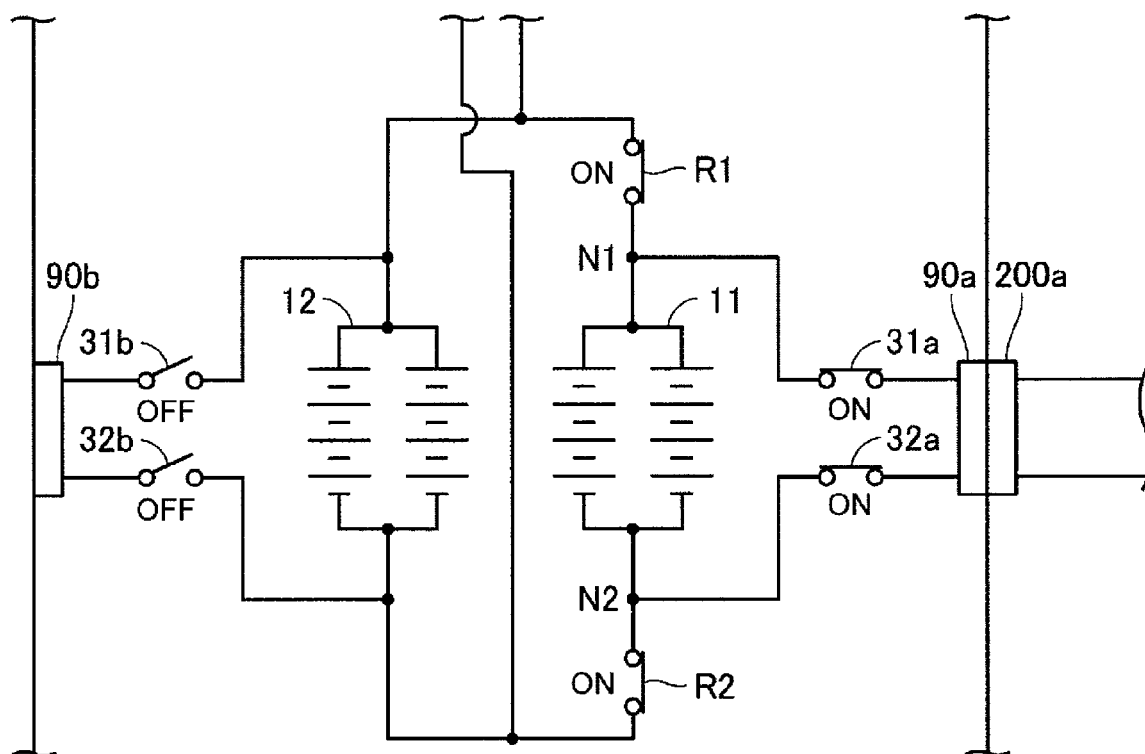 ON R1
N1
90b 12 11 90a 200a
31b 31a
OFF ON
32b 32a
OFF ON
N2
ON R2